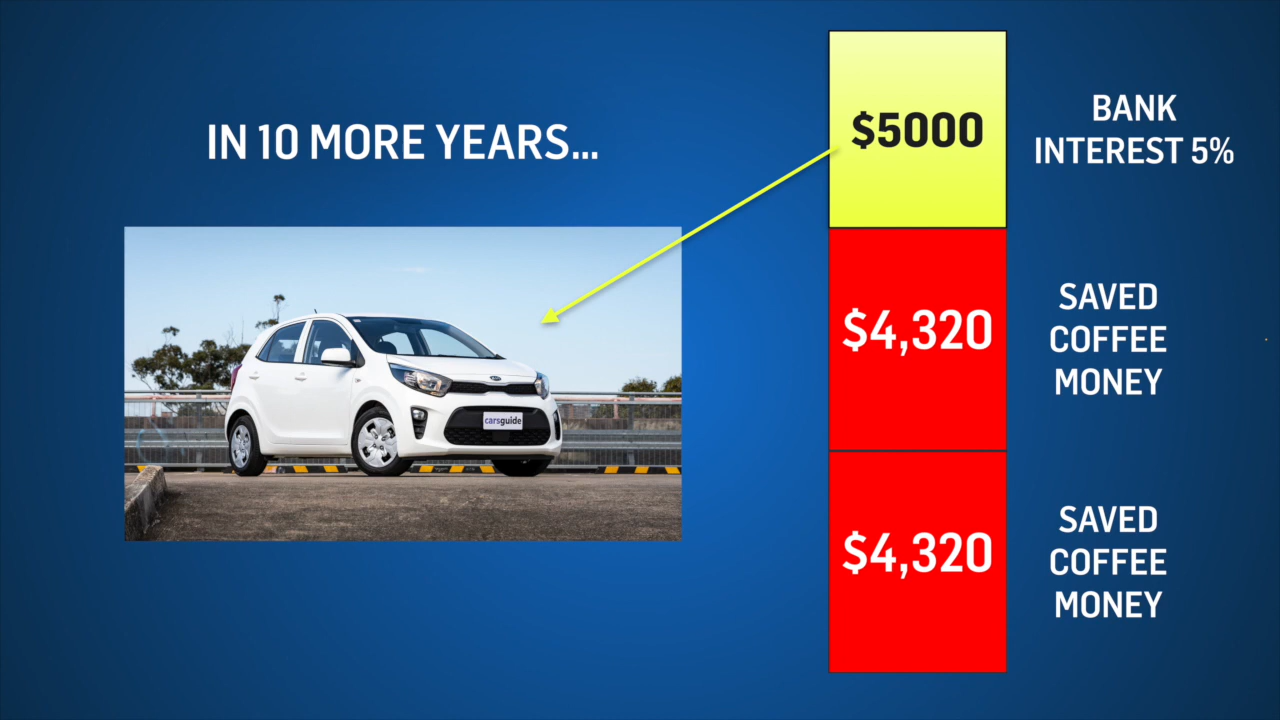 IN 10 MORE YEARS...
$5000
BANK
INTEREST 5%
$4,320
SAVED
COFFEE
MONEY
$4,320
SAVED
COFFEE
MONEY
carsguide